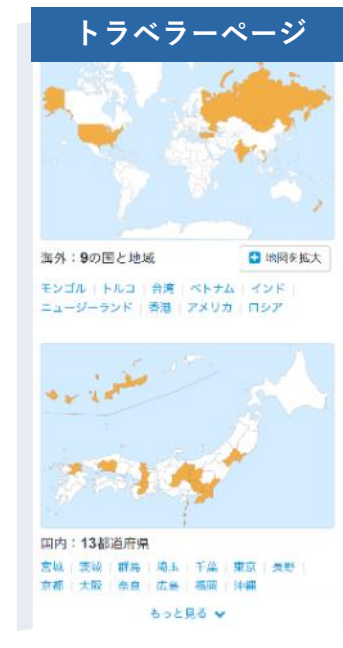 トラベラーページ
海外：9の国と地域
地図を拡大
モンゴル | トルコ | 台湾 | ベトナム | インド |
ニュージーランド | 香港 | アメリカ | ロシア
国内：13都道府県
宮城 | 茨城 | 群馬 | 埼玉 | 千葉 | 東京 | 長野 |
京都 | 大阪 | 奈良 | 広島 | 福岡 | 沖縄
もっと見る